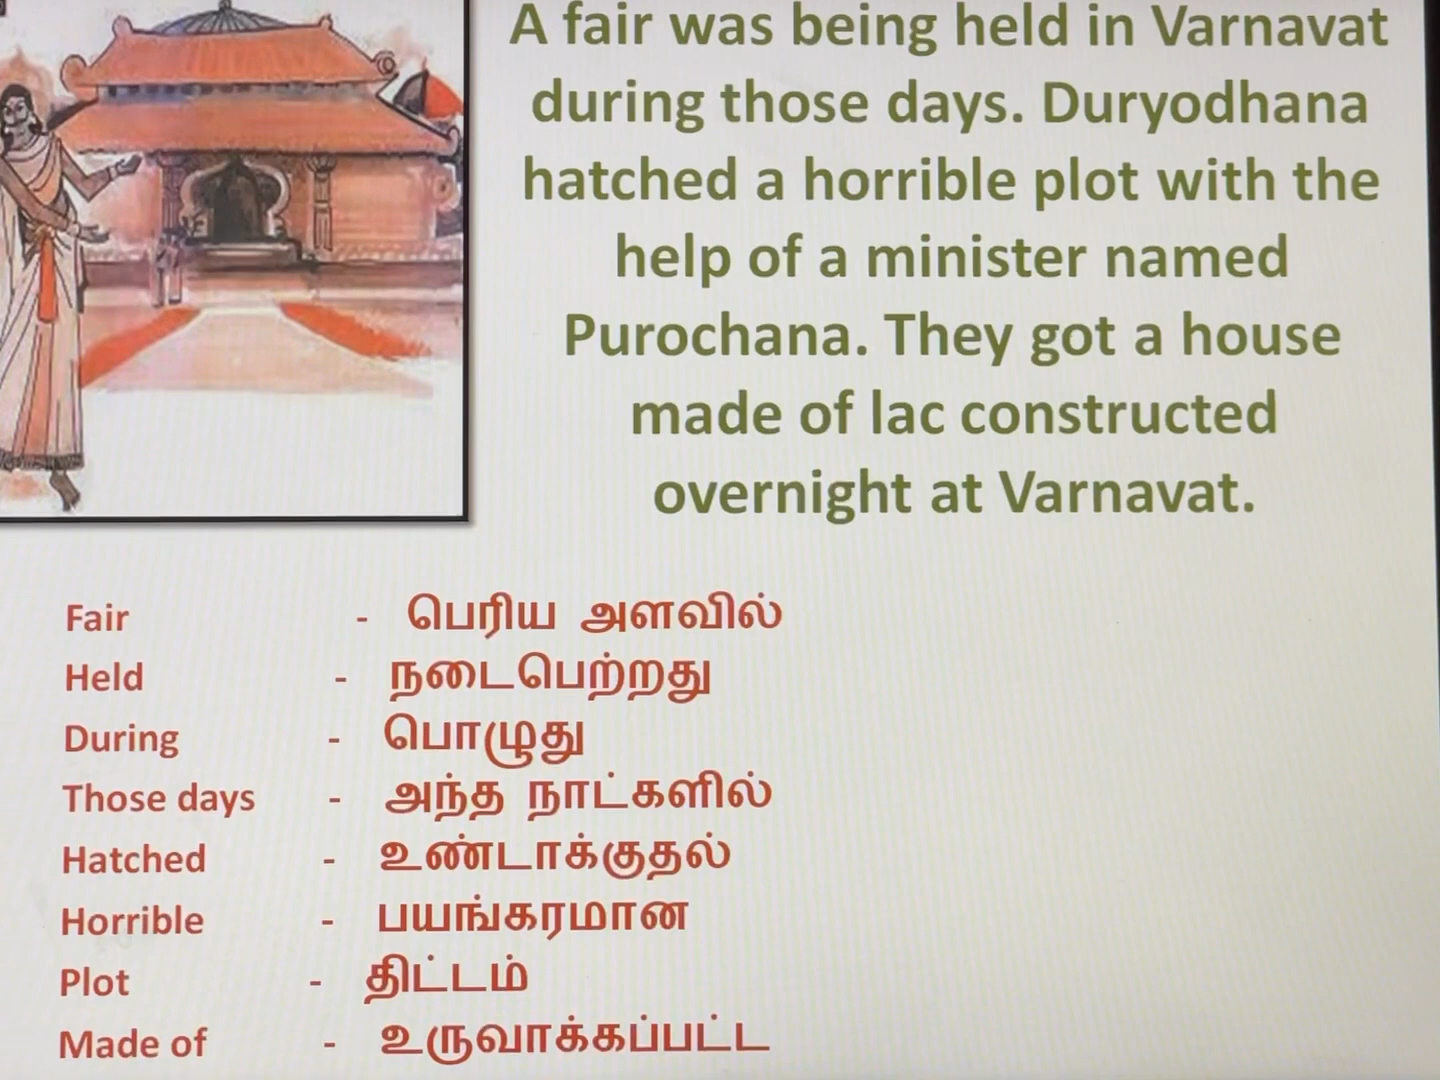 A fair was being held in Varnavat
during those days. Duryodhana
hatched a horrible plot with the
help of a minister named
Purochana. They got a house
made of lac constructed
overnight at Varnavat.
Fair - பெரிய அளவில்
Held - நடைபெற்றது
During - பொழுது
Those days - அந்த நாட்களில்
Hatched - உண்டாக்குதல்
Horrible - பயங்கரமான
Plot - திட்டம்
Made of - உருவாக்கப்பட்ட